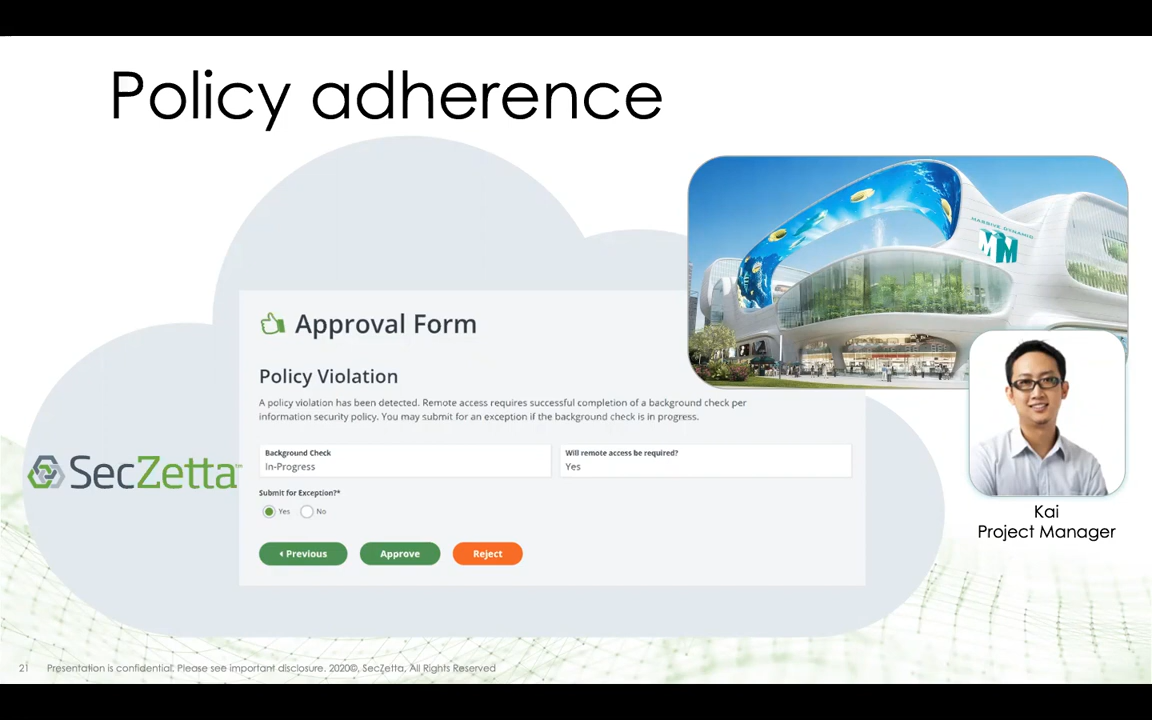 Policy adherence
MASSIVE DYNAMIC
Approval Form
Policy Violation
A policy violation has been detected. Remote access requires successful completion of a background check per
information security policy. You may submit for an exception if the background check is in progress.
Background Check
In-Progress
Will remote access be required?
Yes
SecZetta™
Submit for Exception?*
Yes No
Previous Approve Reject
Kai
Project Manager
21 Presentation is confidential. Please see important disclosure. 2020©, SecZetta, All Rights Reserved